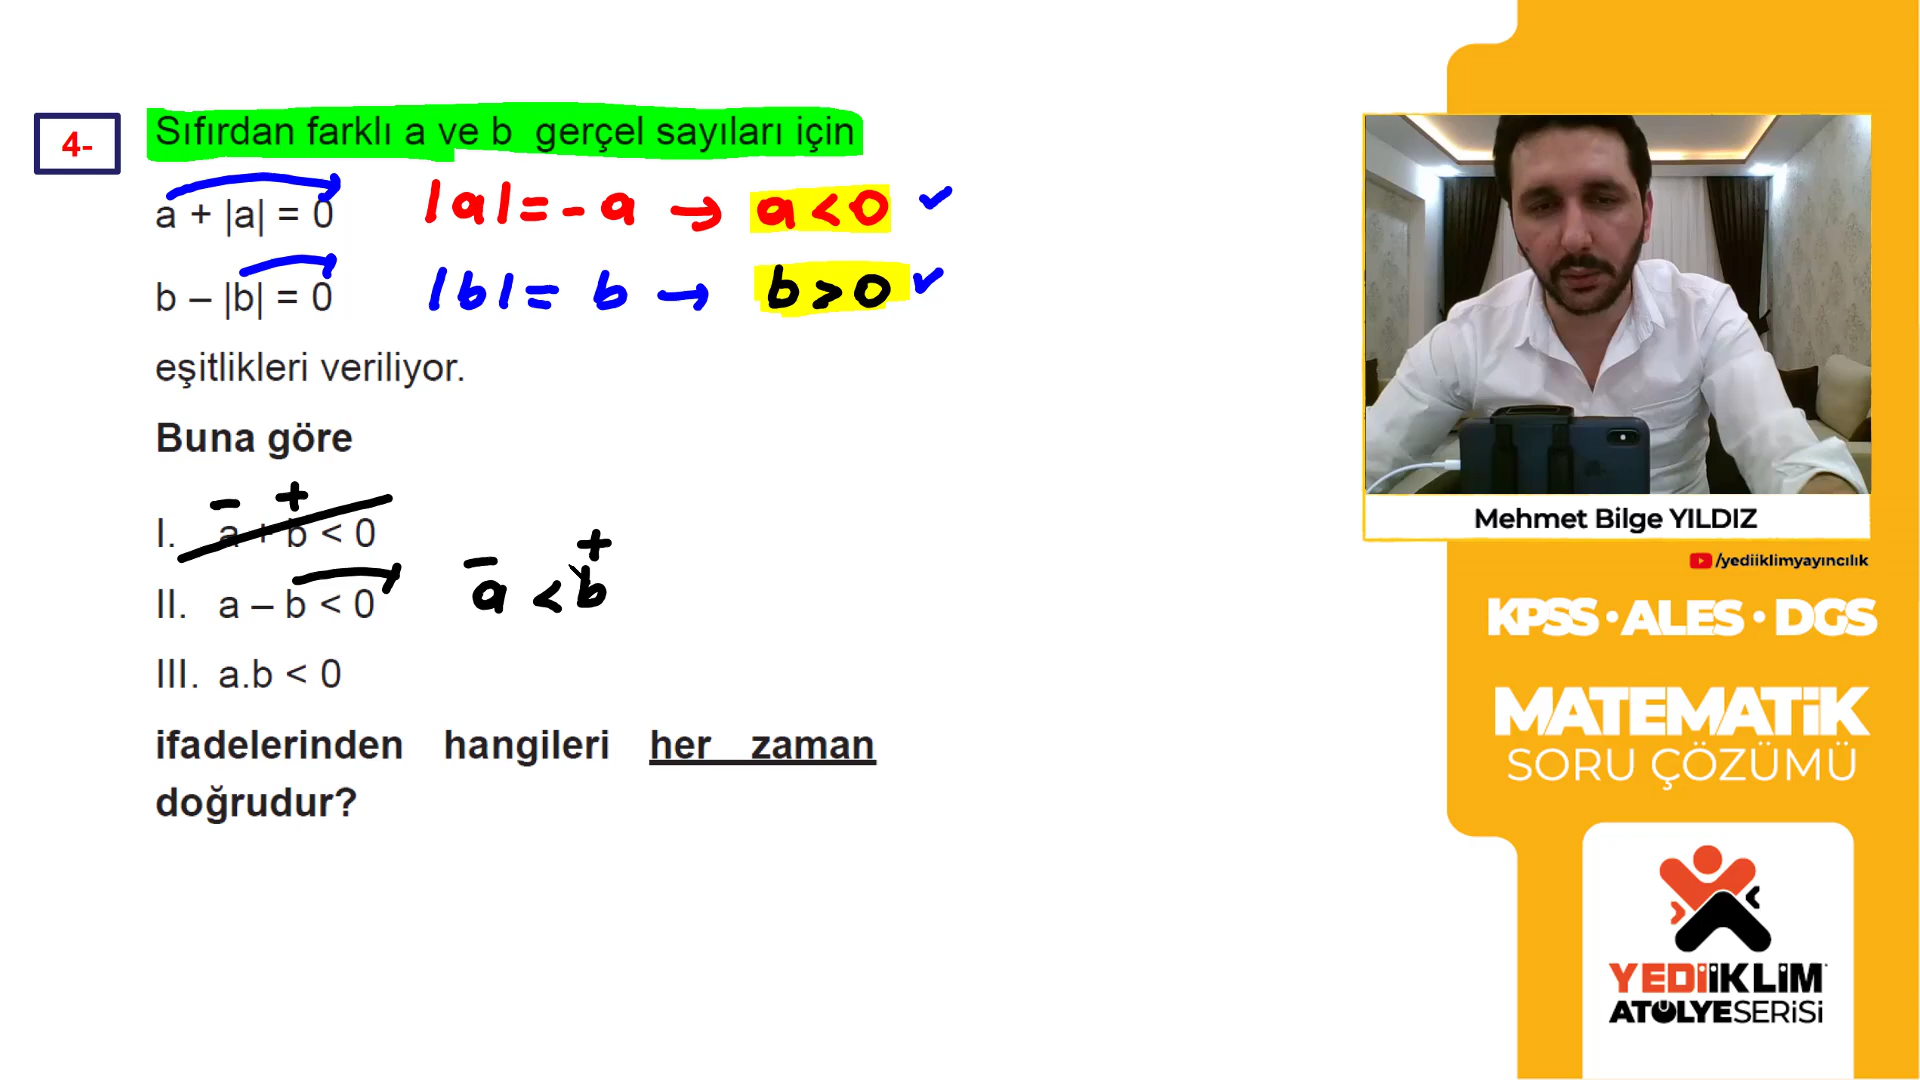 4-
Sıfırdan farklı a ve b gerçel sayıları için
a + |a| = 0 |a| = - a → a < 0 ✓
b – |b| = 0 |b| = b → b > 0 ✓
eşitlikleri veriliyor.
Buna göre
- +
I. a + b < 0
- +
II. a – b < 0 a < b
III. a.b < 0
ifadelerinden hangileri her zaman
doğrudur?
Mehmet Bilge YILDIZ
/yediiklimyayıncılık
KPSS • ALES • DGS
MATEMATİK
SORU ÇÖZÜMÜ
YEDİİKLİM
ATÖLYESERİSİ